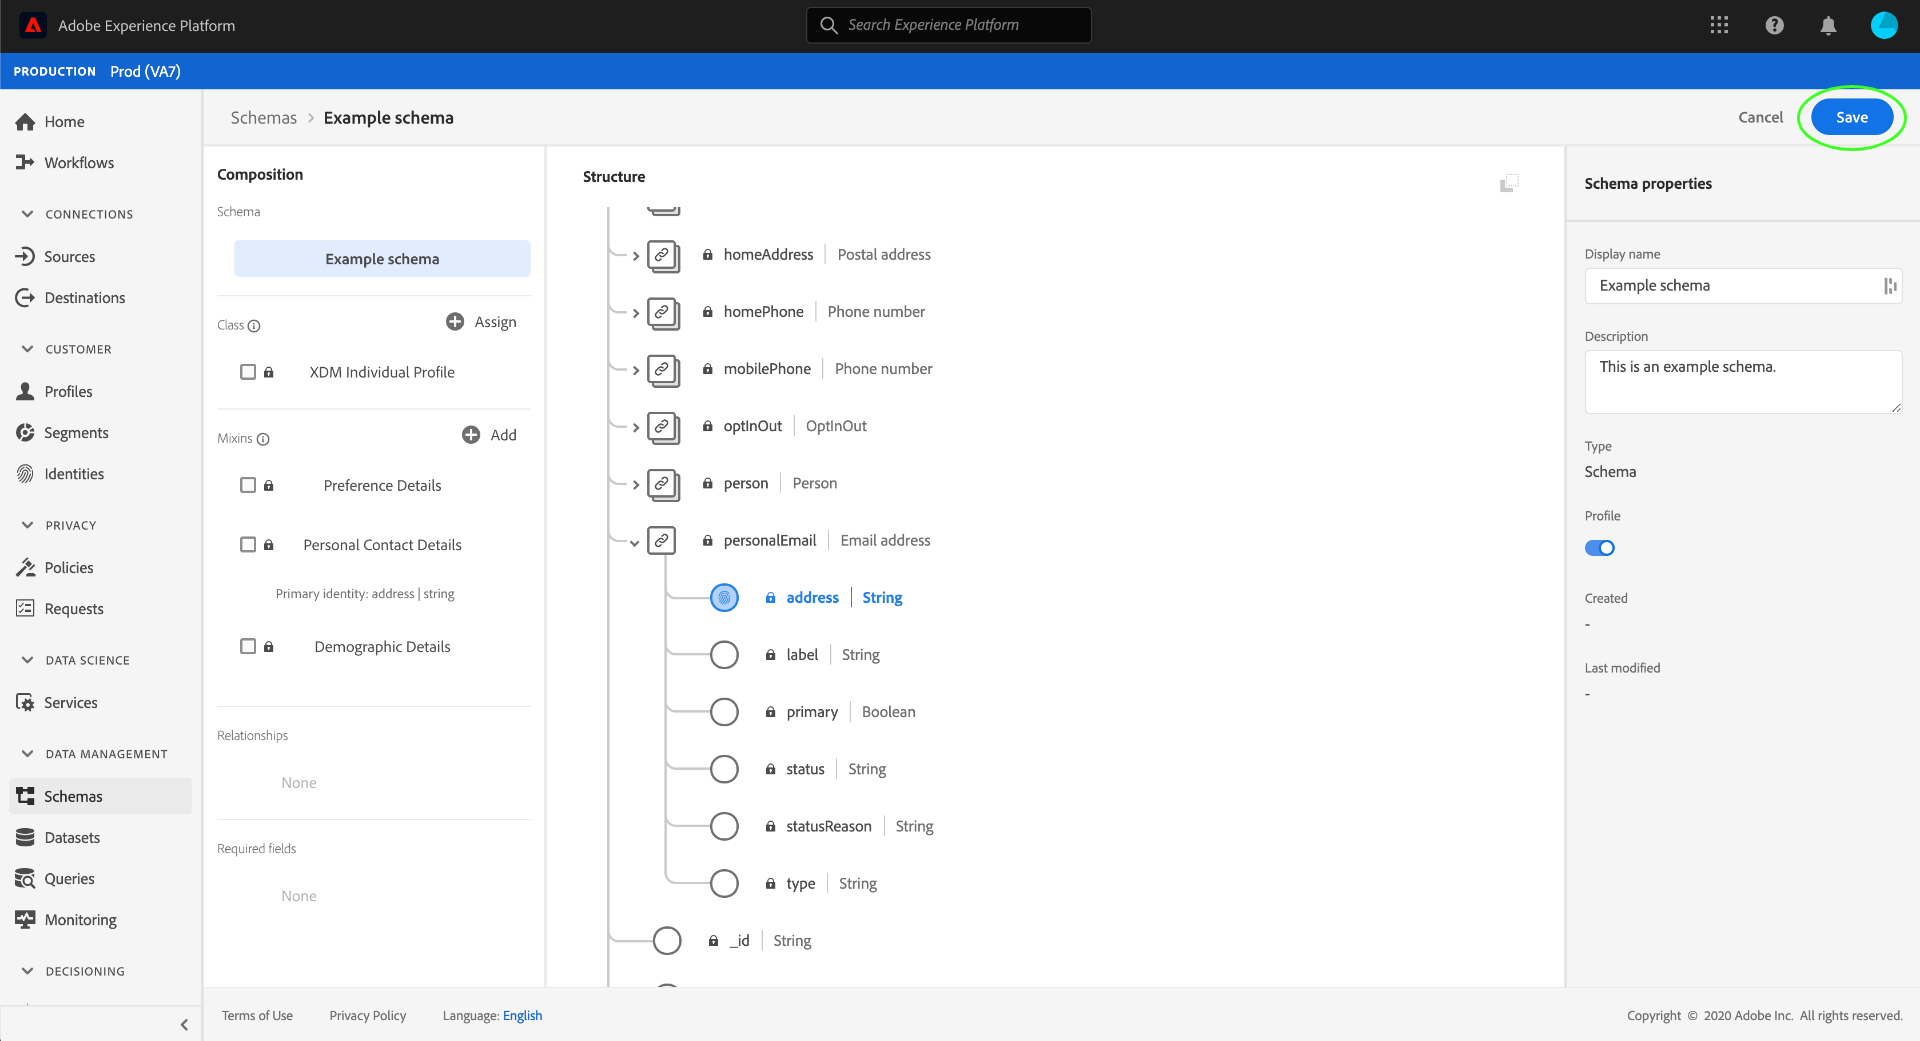 Adobe Experience Platform
Search Experience Platform
PRODUCTION Prod (VA7)
Home
Workflows
CONNECTIONS
Sources
Destinations
CUSTOMER
Profiles
Segments
Identities
PRIVACY
Policies
Requests
DATA SCIENCE
Services
DATA MANAGEMENT
Schemas
Datasets
Queries
Monitoring
DECISIONING
Schemas > Example schema
Cancel
Save
Composition
Schema
Example schema
Class
Assign
XDM Individual Profile
Mixins
Add
Preference Details
Personal Contact Details
Primary identity: address | string
Demographic Details
Relationships
None
Required fields
None
Structure
homeAddress | Postal address
homePhone | Phone number
mobilePhone | Phone number
optInOut | OptInOut
person | Person
personalEmail | Email address
address | String
label | String
primary | Boolean
status | String
statusReason | String
type | String
_id | String
Schema properties
Display name
Example schema
Description
This is an example schema.
Type
Schema
Profile
Created
-
Last modified
-
Terms of Use Privacy Policy Language: English
Copyright © 2020 Adobe Inc. All rights reserved.